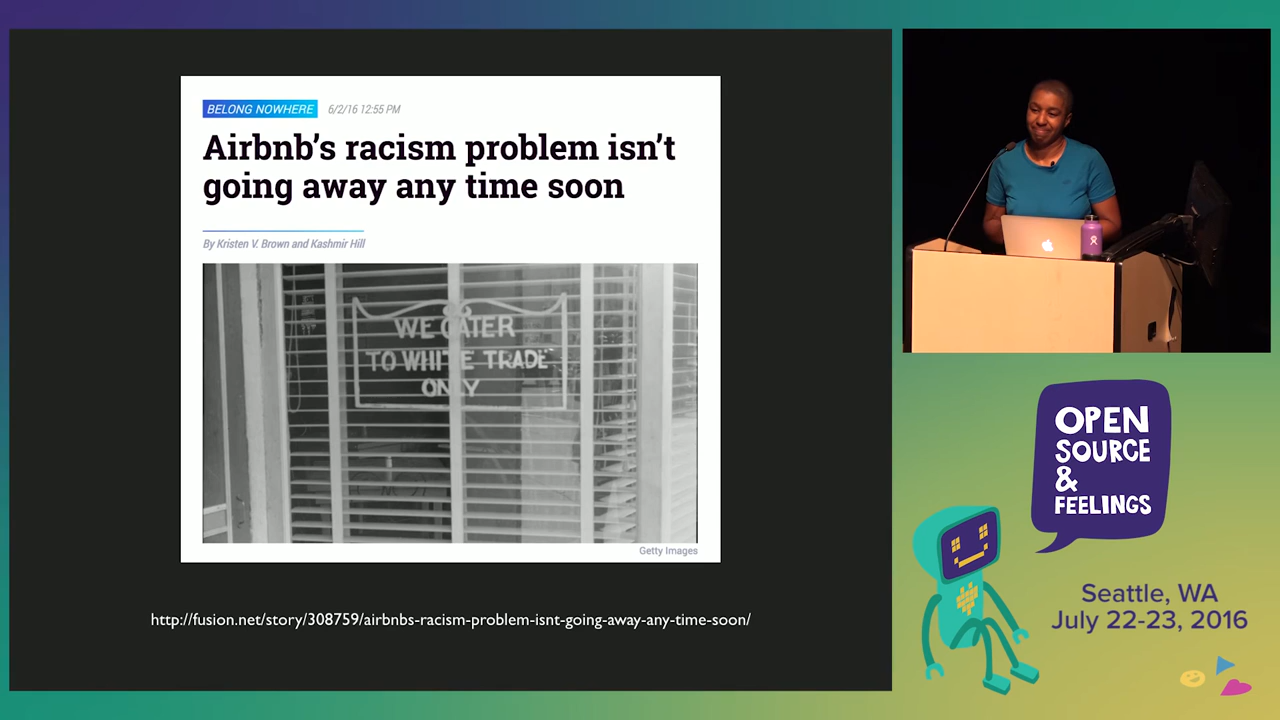 BELONG NOWHERE 6/2/16 12:55 PM
Airbnb's racism problem isn't
going away any time soon
By Kristen V. Brown and Kashmir Hill
WE CATER
TO WHITE TRADE
ONLY
Getty Images
http://fusion.net/story/308759/airbnbs-racism-problem-isnt-going-away-any-time-soon/
OPEN
SOURCE
&
FEELINGS
Seattle, WA
July 22-23, 2016